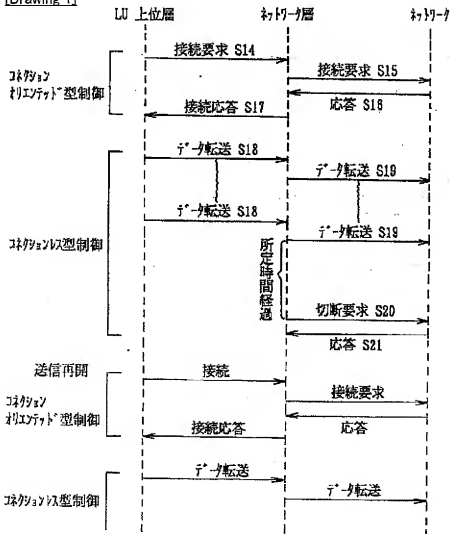 [Drawing 1]
LU 上位層 ﾈｯﾄﾜｰｸ層 ﾈｯﾄﾜｰｸ
接続要求 S14
接続要求 S15
ｺﾈｸｼｮﾝ
ｵﾘｴﾝﾃｯﾄﾞ型制御
応答 S16
接続応答 S17
ﾃﾞｰﾀ転送 S18
ﾃﾞｰﾀ転送 S19
ﾃﾞｰﾀ転送 S18
ﾃﾞｰﾀ転送 S19
ｺﾈｸｼｮﾝﾚｽ型制御
所定時間経過
切断要求 S20
応答 S21
送信再開
接続
接続要求
ｺﾈｸｼｮﾝ
ｵﾘｴﾝﾃｯﾄﾞ型制御
応答
接続応答
ﾃﾞｰﾀ転送
ﾃﾞｰﾀ転送
ｺﾈｸｼｮﾝﾚｽ型制御